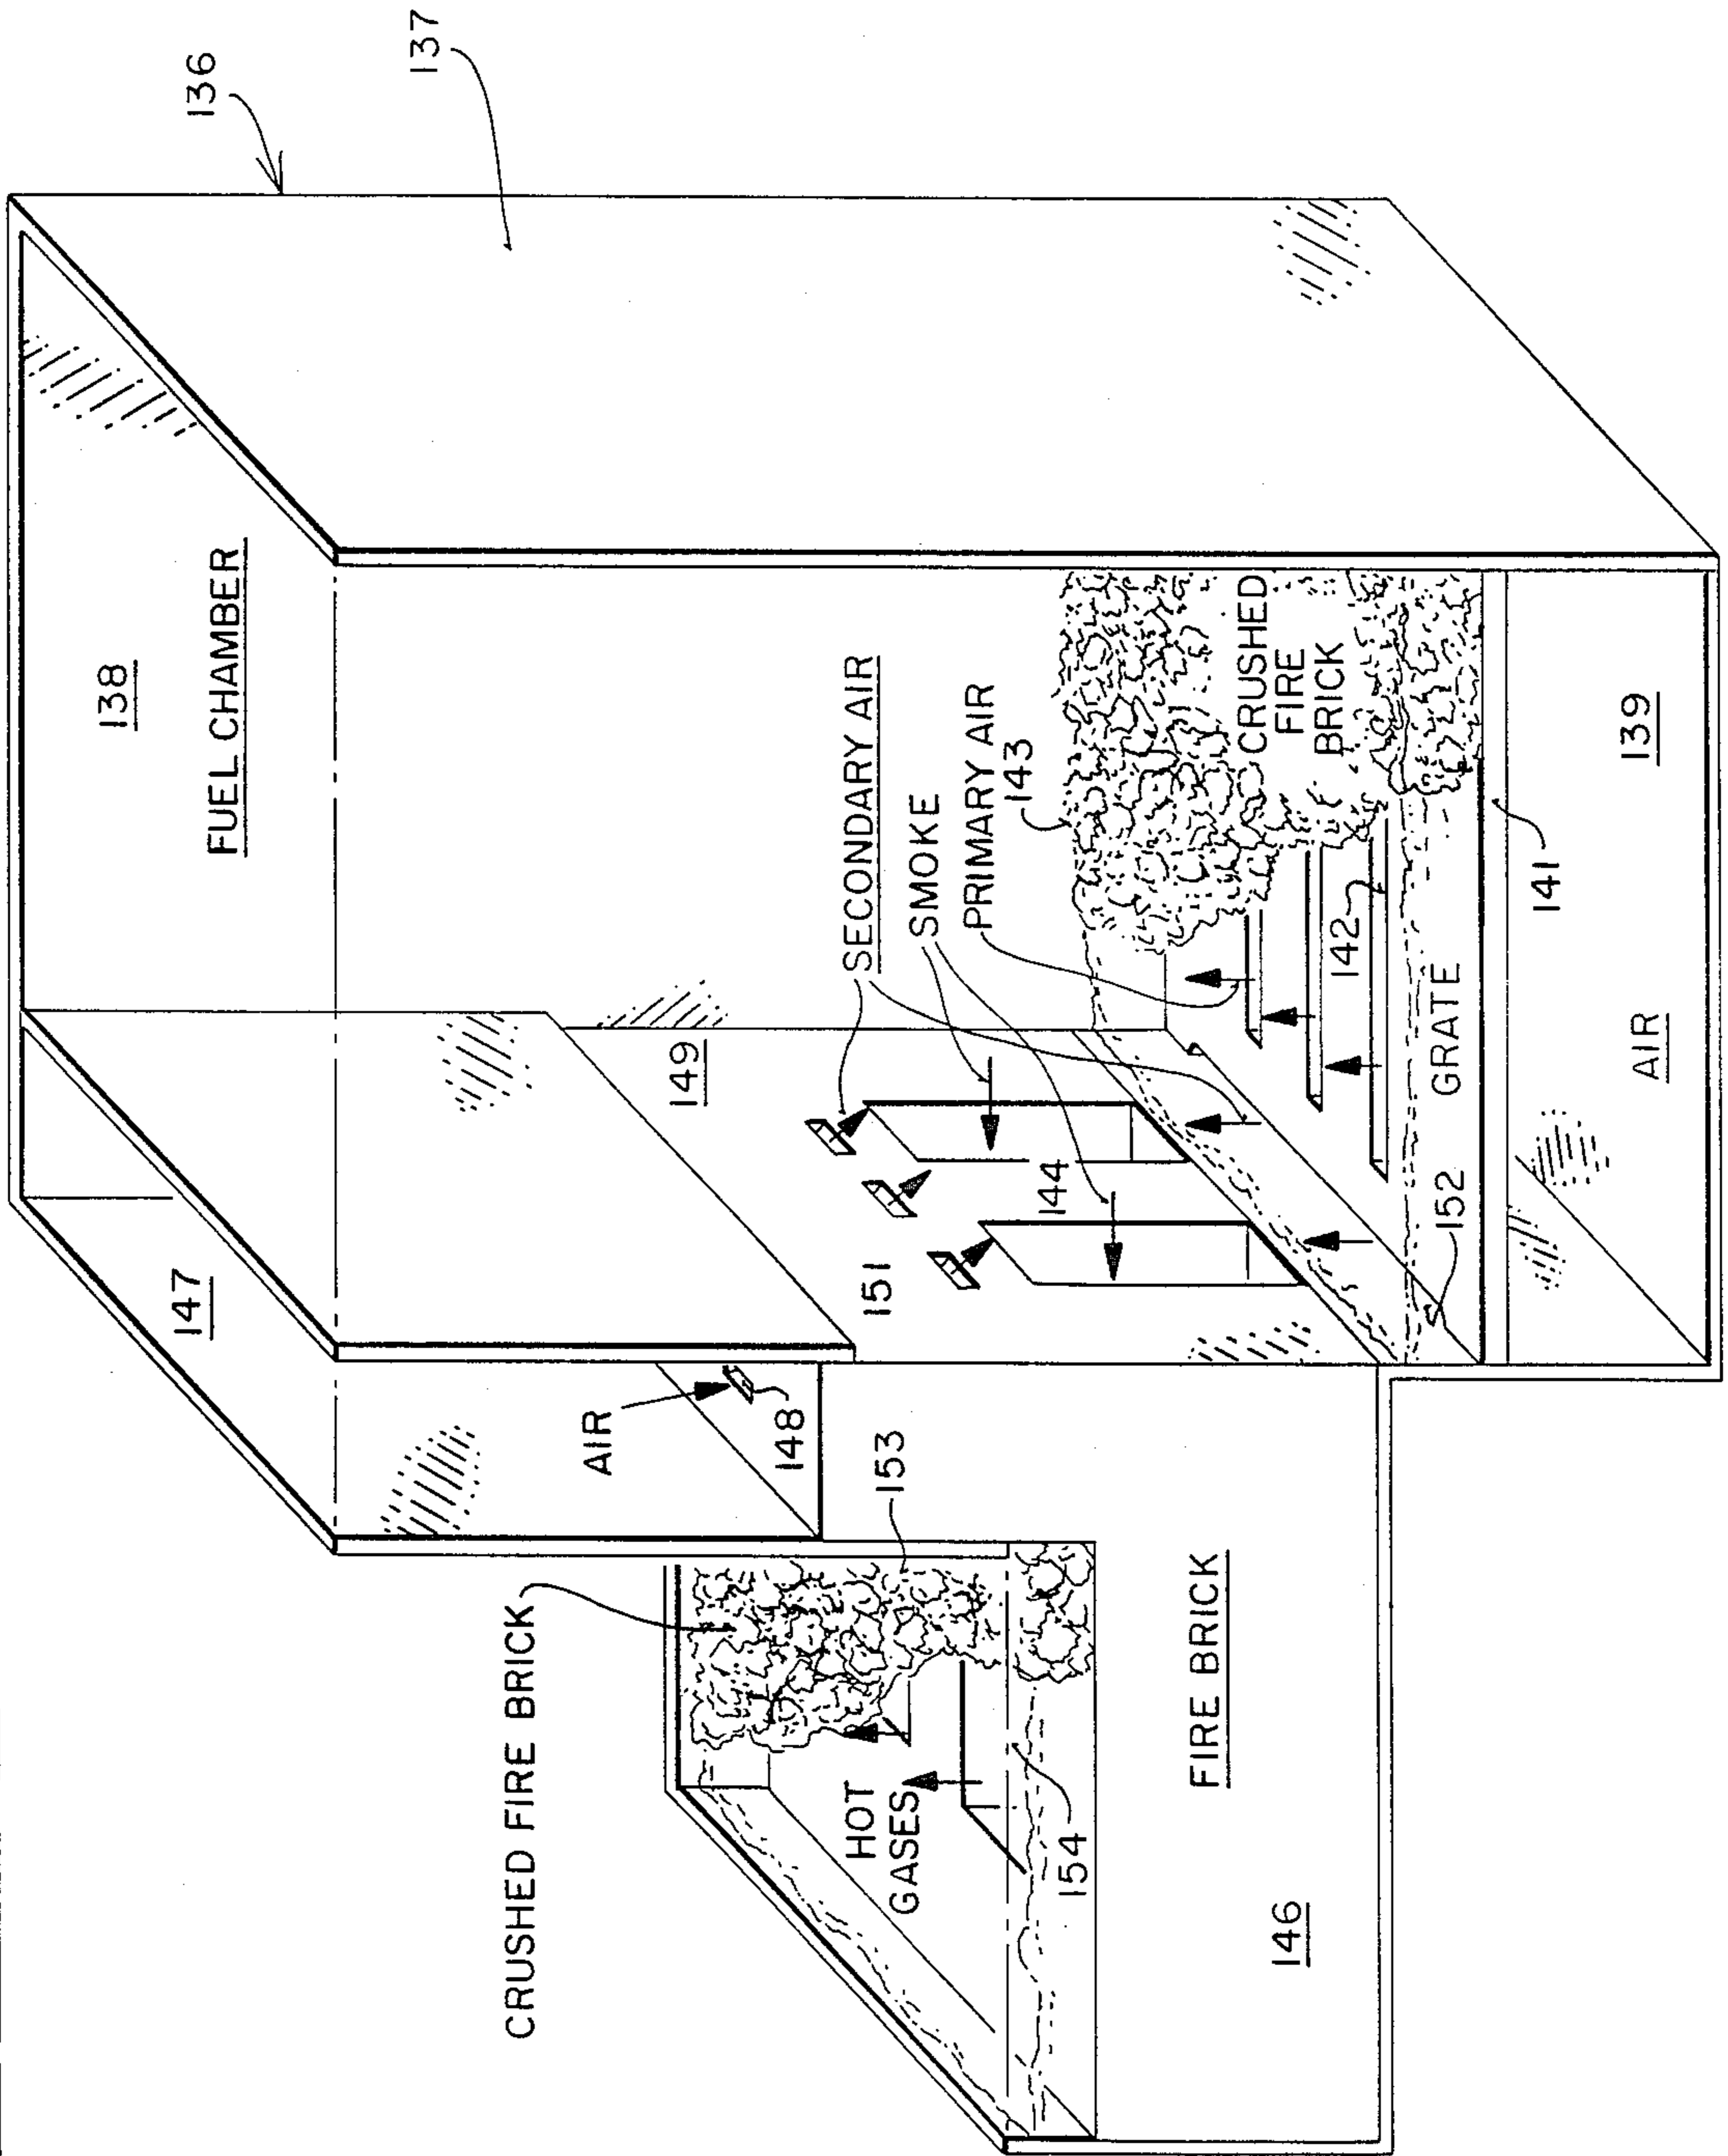 136
137
138
FUEL CHAMBER
147
AIR
148
149
151
SECONDARY AIR
SMOKE
PRIMARY AIR
143
144
CRUSHED
FIRE
BRICK
142
GRATE
152
141
139
AIR
CRUSHED FIRE BRICK
153
HOT
GASES
154
FIRE BRICK
146